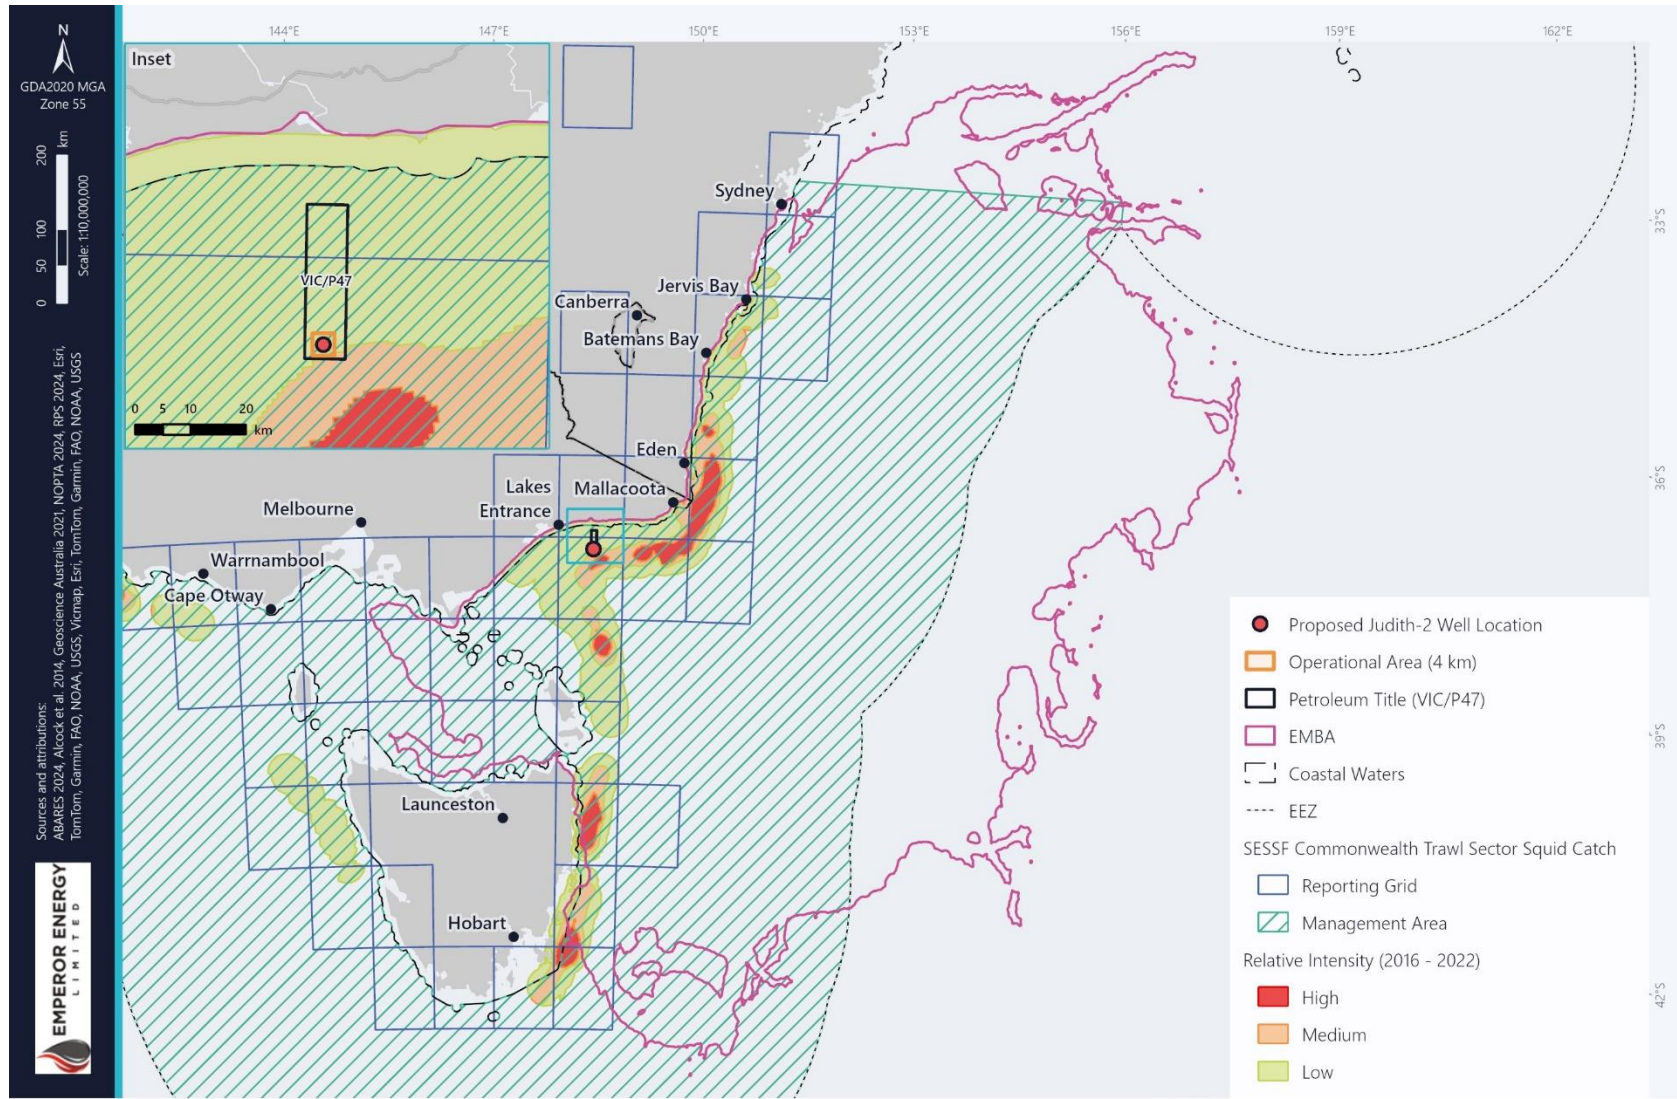 144°E
147°E
150°E
153°E
156°E
159°E
162°E
N
GDA2020 MGA
Zone 55
0 50 100 200
km
Scale: 1:10,000,000
Sources and attributions:
ABARES 2024, Alcock et al. 2014, Geoscience Australia 2021, NOPTA 2024, RPS 2024, Esri,
TomTom, Garmin, FAO, NOAA, USGS, Vicmap, Esri, TomTom, Garmin, FAO, NOAA, USGS
EMPEROR ENERGY
LIMITED
Inset
VIC/P47
0 5 10 20
km
Sydney
Jervis Bay
Canberra
Batemans Bay
Eden
Lakes
Entrance
Mallacoota
Melbourne
Warrnambool
Cape Otway
Launceston
Hobart
33°S
36°S
39°S
42°S
Proposed Judith-2 Well Location
Operational Area (4 km)
Petroleum Title (VIC/P47)
EMBA
Coastal Waters
EEZ
SESSF Commonwealth Trawl Sector Squid Catch
Reporting Grid
Management Area
Relative Intensity (2016 - 2022)
High
Medium
Low